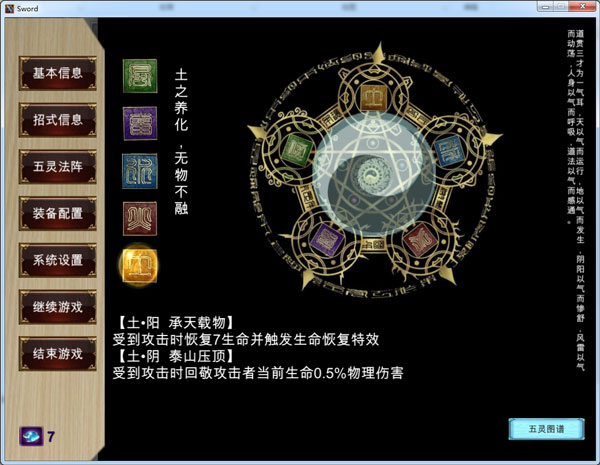 Sword
基本信息
招式信息
五灵法阵
装备配置
系统设置
继续游戏
结束游戏
7
土之养化，无物不融
道贯三才为一气耳，天以气而运行，地以气而发生，阴阳以气而惨舒，风雷以气
而动荡，人身以气而呼吸，道法以气而感通。
【土•阳 承天载物】
受到攻击时恢复7生命并触发生命恢复特效
【土•阴 泰山压顶】
受到攻击时回敬攻击者当前生命0.5%物理伤害
五灵图谱